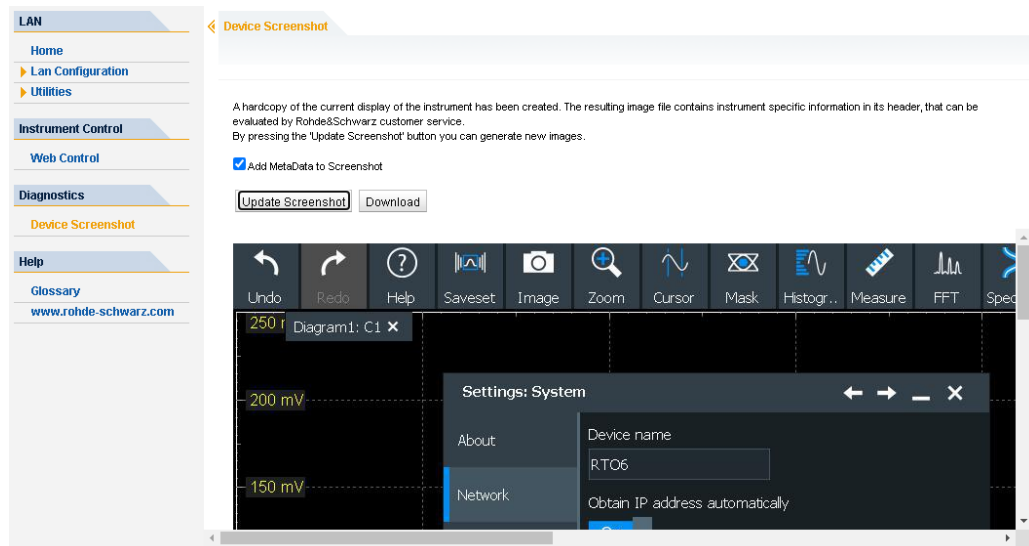 LAN
Home
Lan Configuration
Utilities
Instrument Control
Web Control
Diagnostics
Device Screenshot
Help
Glossary
www.rohde-schwarz.com
Device Screenshot
A hardcopy of the current display of the instrument has been created. The resulting image file contains instrument specific information in its header, that can be
evaluated by Rohde&Schwarz customer service.
By pressing the 'Update Screenshot' button you can generate new images.
Add MetaData to Screenshot
Update Screenshot Download
Undo Redo Help Saveset Image Zoom Cursor Mask Histogr.. Measure FFT Spec
250 Diagram1: C1
200 mV
150 mV
Settings: System
About
Network
Device name
RTO6
Obtain IP address automatically